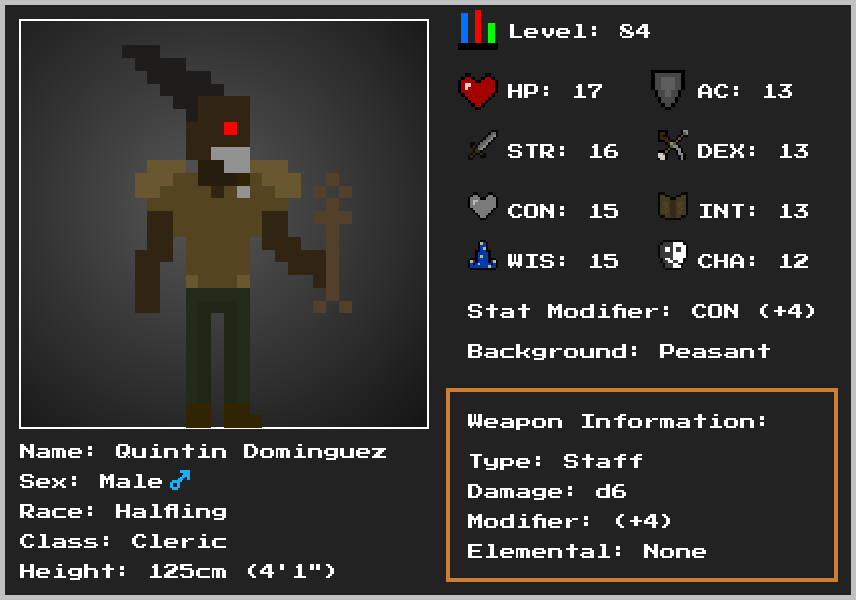 Level: 84
HP: 17 AC: 13
STR: 16 DEX: 13
CON: 15 INT: 13
WIS: 15 CHA: 12
Stat Modifier: CON (+4)
Background: Peasant
Weapon Information:
Type: Staff
Damage: d6
Modifier: (+4)
Elemental: None
Name: Quintin Dominguez
Sex: Male♂
Race: Halfling
Class: Cleric
Height: 125cm (4'1")